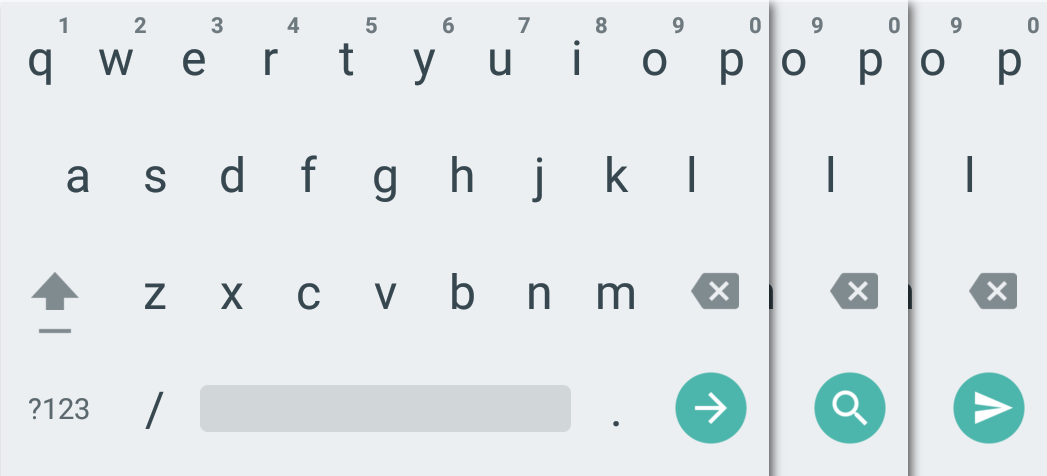 1 2 3 4 5 6 7 8 9 0 9 0 9 0
q w e r t y u i o p o p o p
a s d f g h j k l l l
z x c v b n m
?123 / .